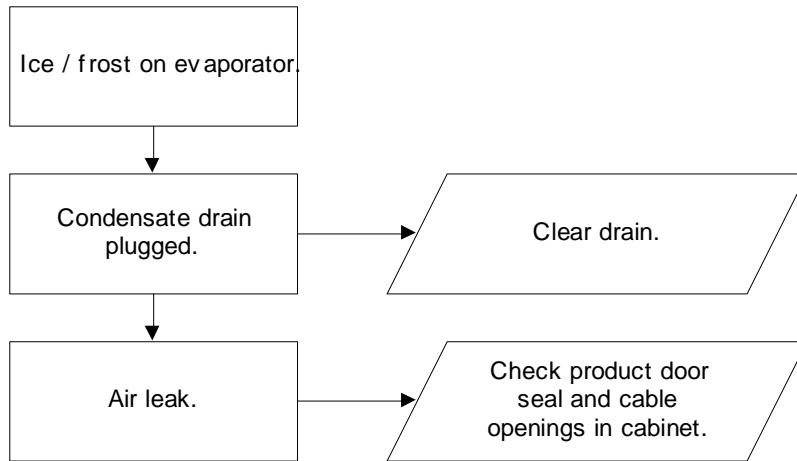 Ice / frost on evaporator.
Condensate drain
plugged.
Clear drain.
Air leak.
Check product door
seal and cable
openings in cabinet.